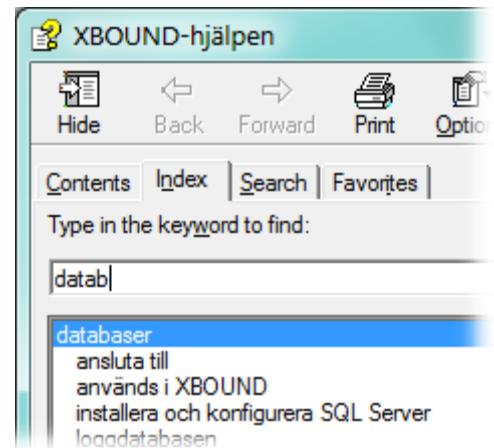 XBOUND-hjälpen
Hide Back Forward Print Optio
Contents Index Search Favorites
Type in the keyword to find:
datab
databaser
ansluta till
används i XBOUND
installera och konfigurera SQL Server
loggdatabasen